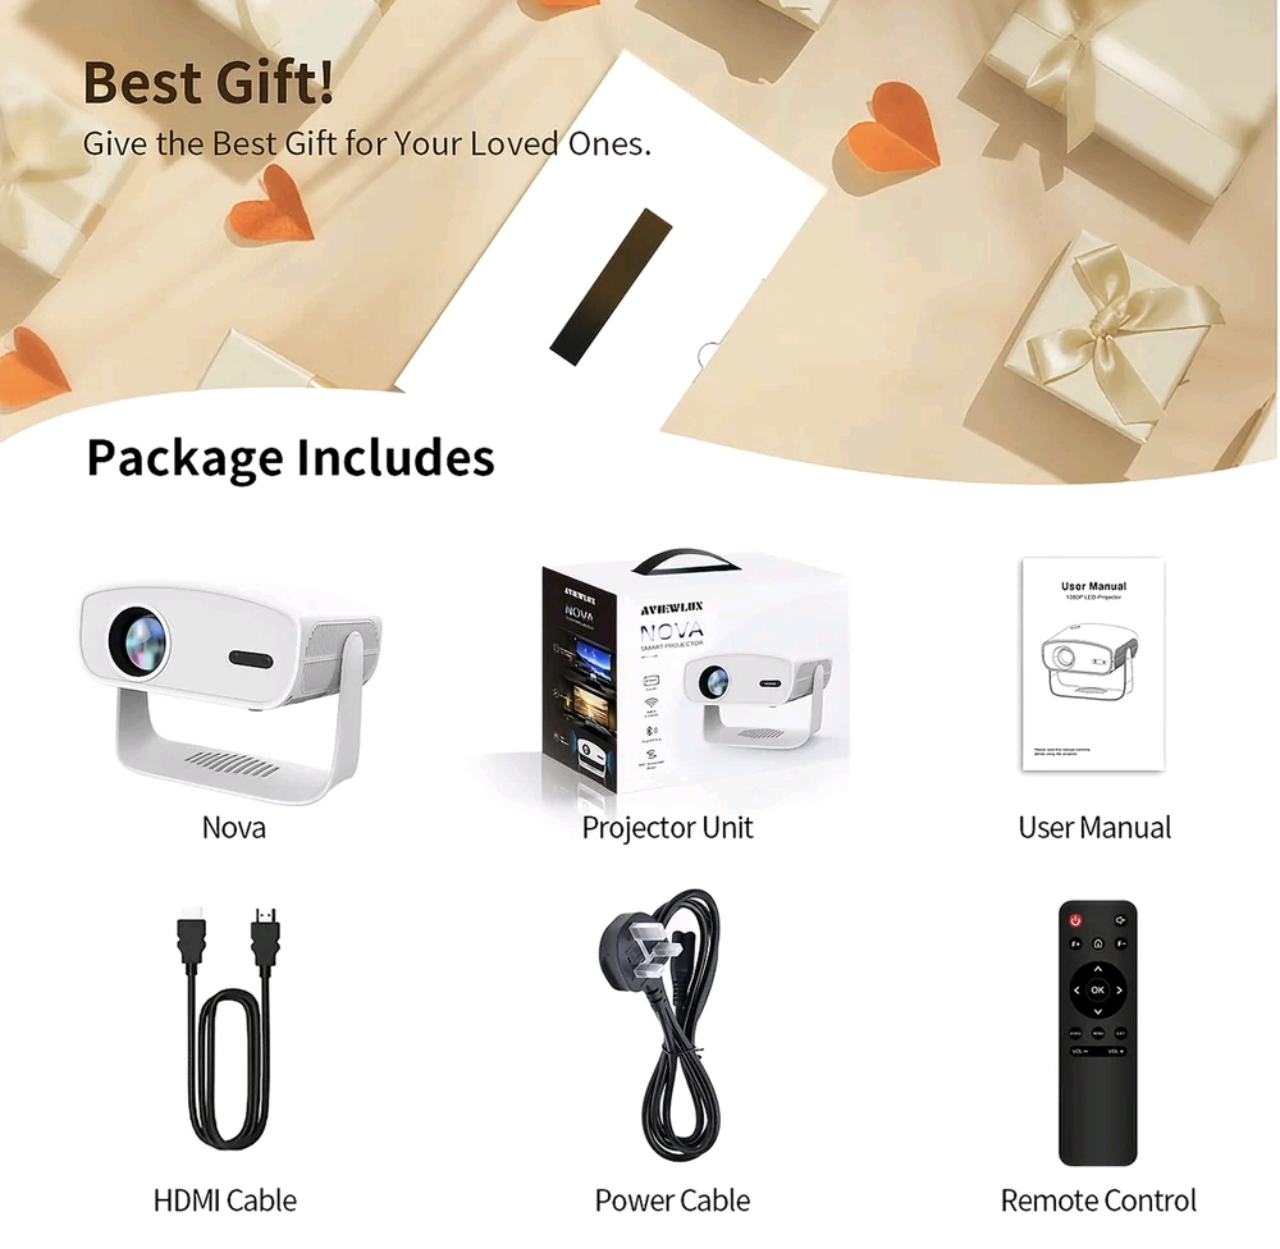 Best Gift!
Give the Best Gift for Your Loved Ones.
Package Includes
AVIEWLUX
NOVA
AVIEWLUX
NOVA
SMART PROJECTOR
User Manual
1080P LED Projector
Nova
Projector Unit
User Manual
OK
VOL− VOL+
HDMI Cable
Power Cable
Remote Control